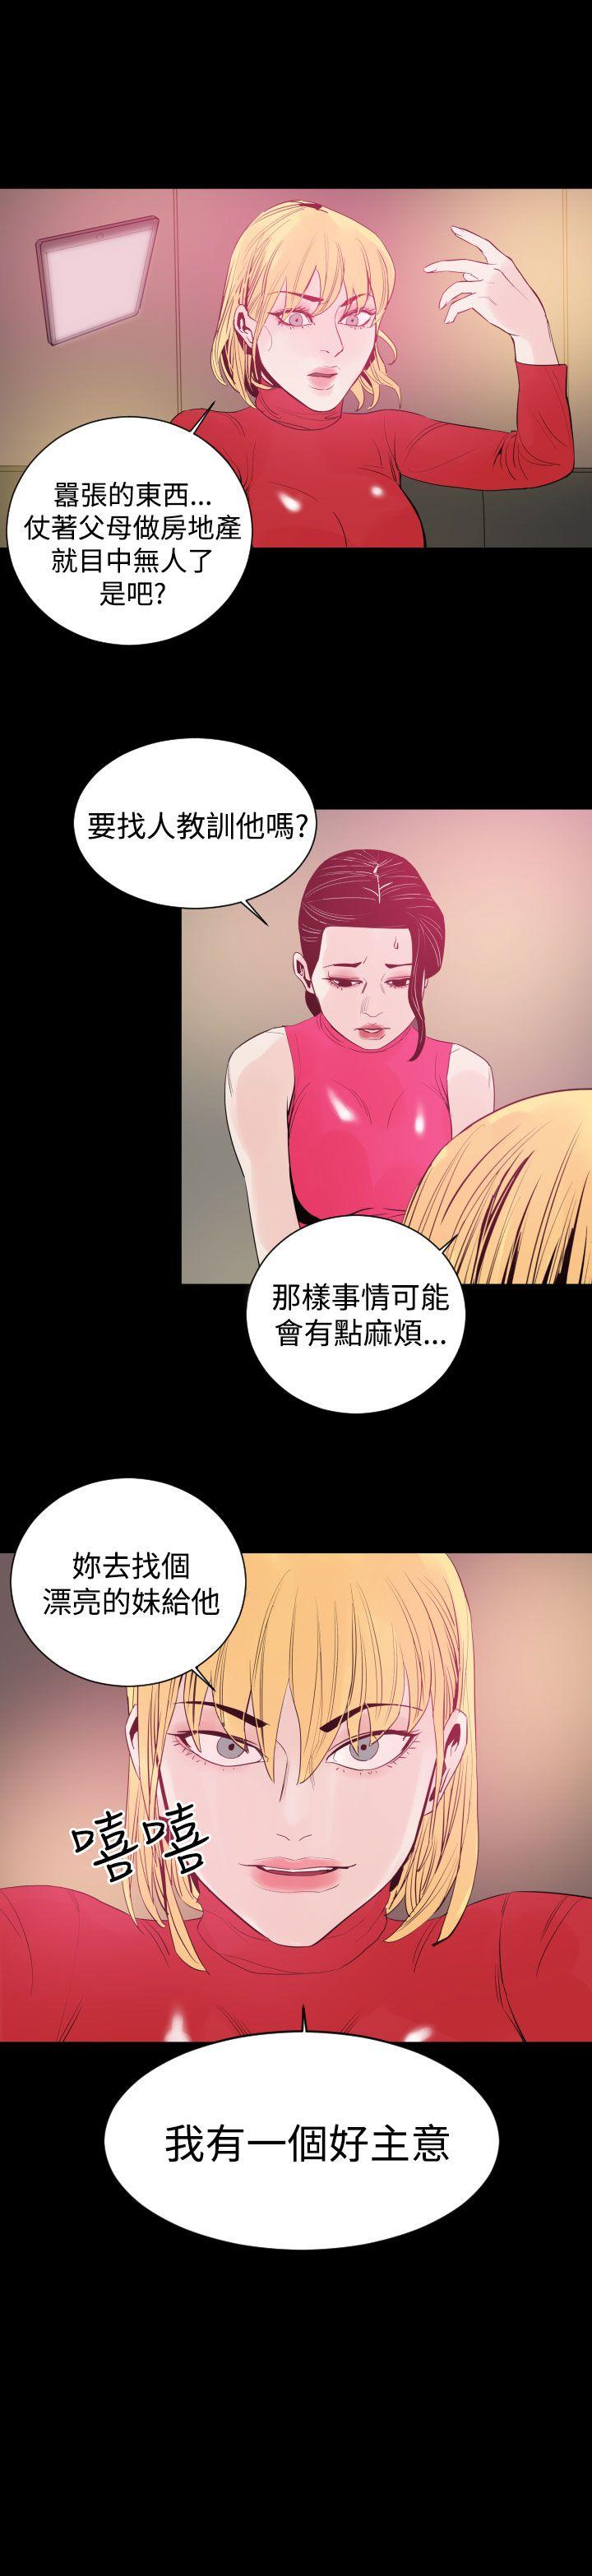 囂張的東西...
仗著父母做房地產
就目中無人了
是吧?
要找人教訓他嗎?
那樣事情可能
會有點麻煩...
妳去找個
漂亮的妹給他
嘻嘻
我有一個好主意